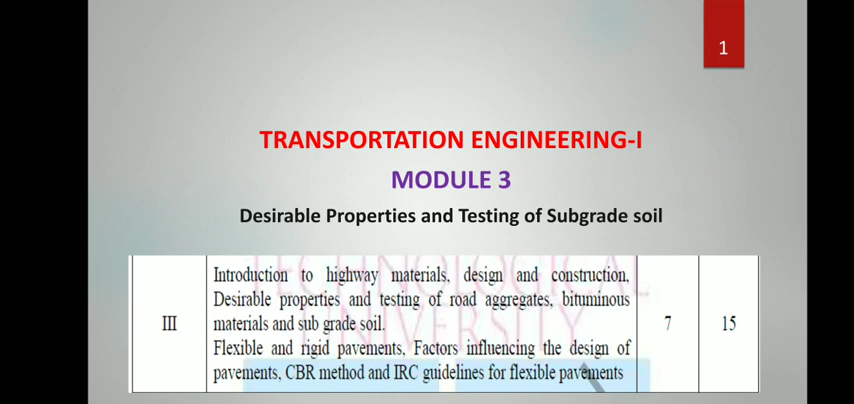 1
TRANSPORTATION ENGINEERING-I
MODULE 3
Desirable Properties and Testing of Subgrade soil
Introduction to highway materials, design and construction,
Desirable properties and testing of road aggregates, bituminous
III materials and sub grade soil. 7 15
Flexible and rigid pavements, Factors influencing the design of
pavements, CBR method and IRC guidelines for flexible pavements
TECHNOLOGICAL
UNIVERSITY